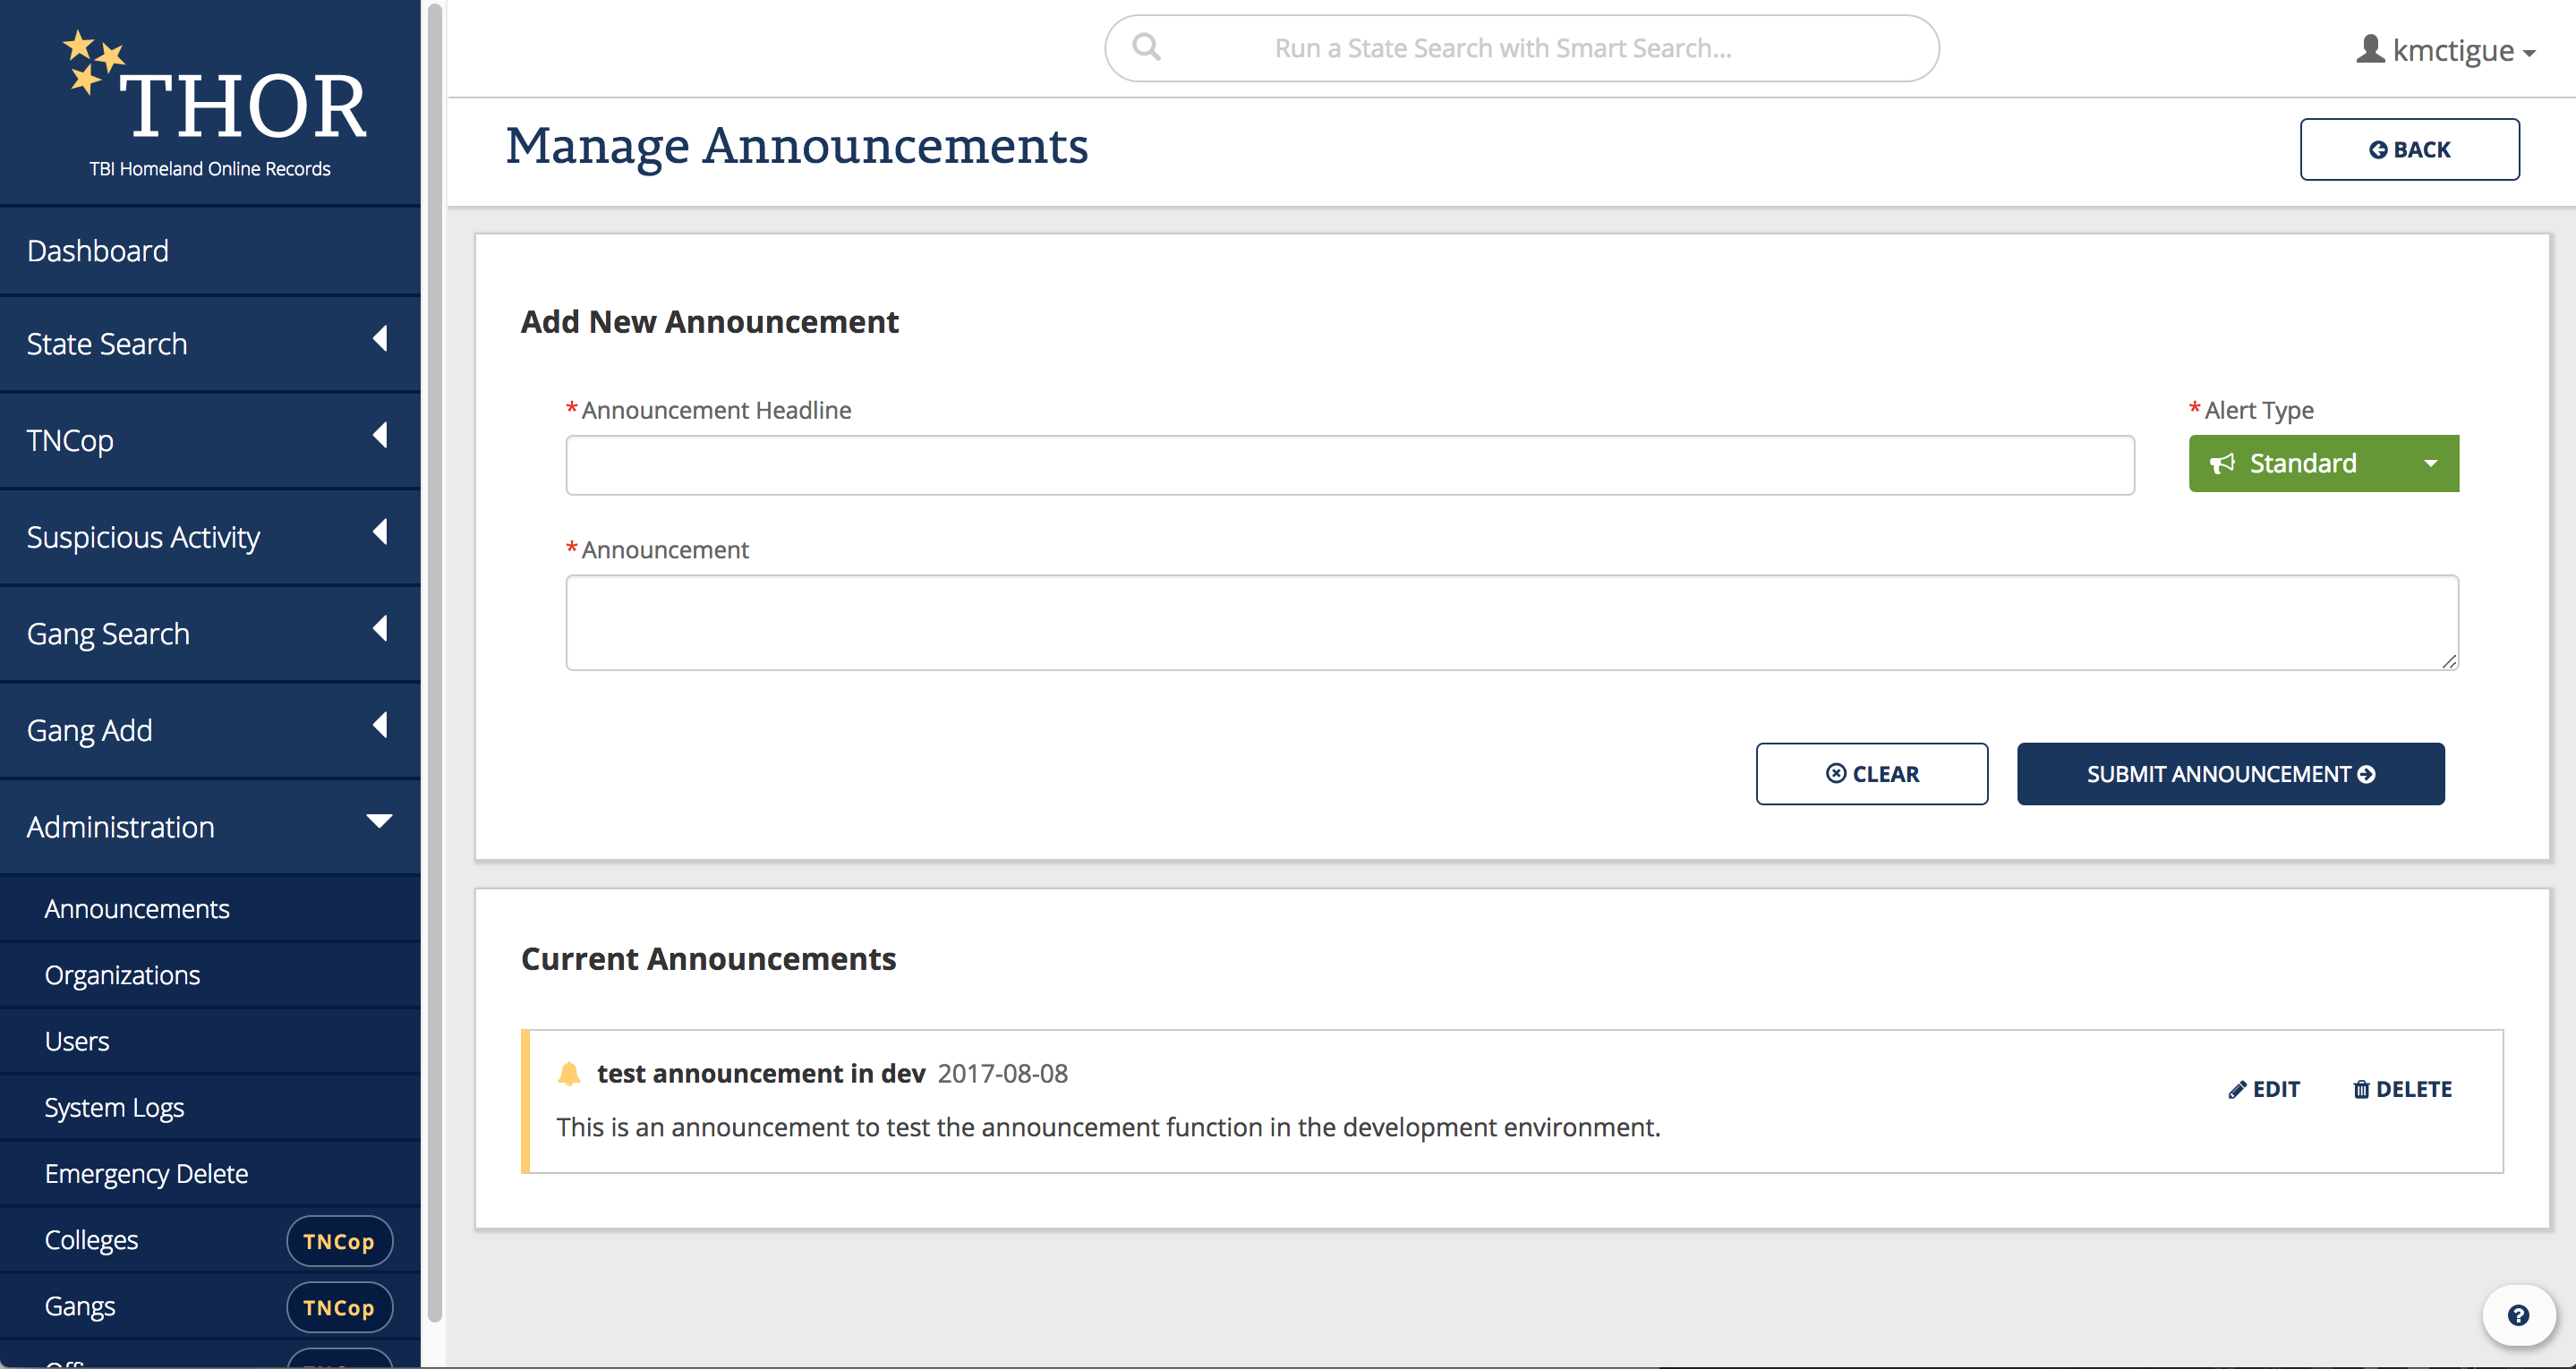 THOR
TBI Homeland Online Records
Dashboard
State Search
TNCop
Suspicious Activity
Gang Search
Gang Add
Administration
Announcements
Organizations
Users
System Logs
Emergency Delete
Colleges TNCop
Gangs TNCop
Run a State Search with Smart Search...
kmctigue
Manage Announcements
BACK
Add New Announcement
* Announcement Headline
* Alert Type
Standard
* Announcement
CLEAR
SUBMIT ANNOUNCEMENT
Current Announcements
test announcement in dev 2017-08-08
EDIT
DELETE
This is an announcement to test the announcement function in the development environment.